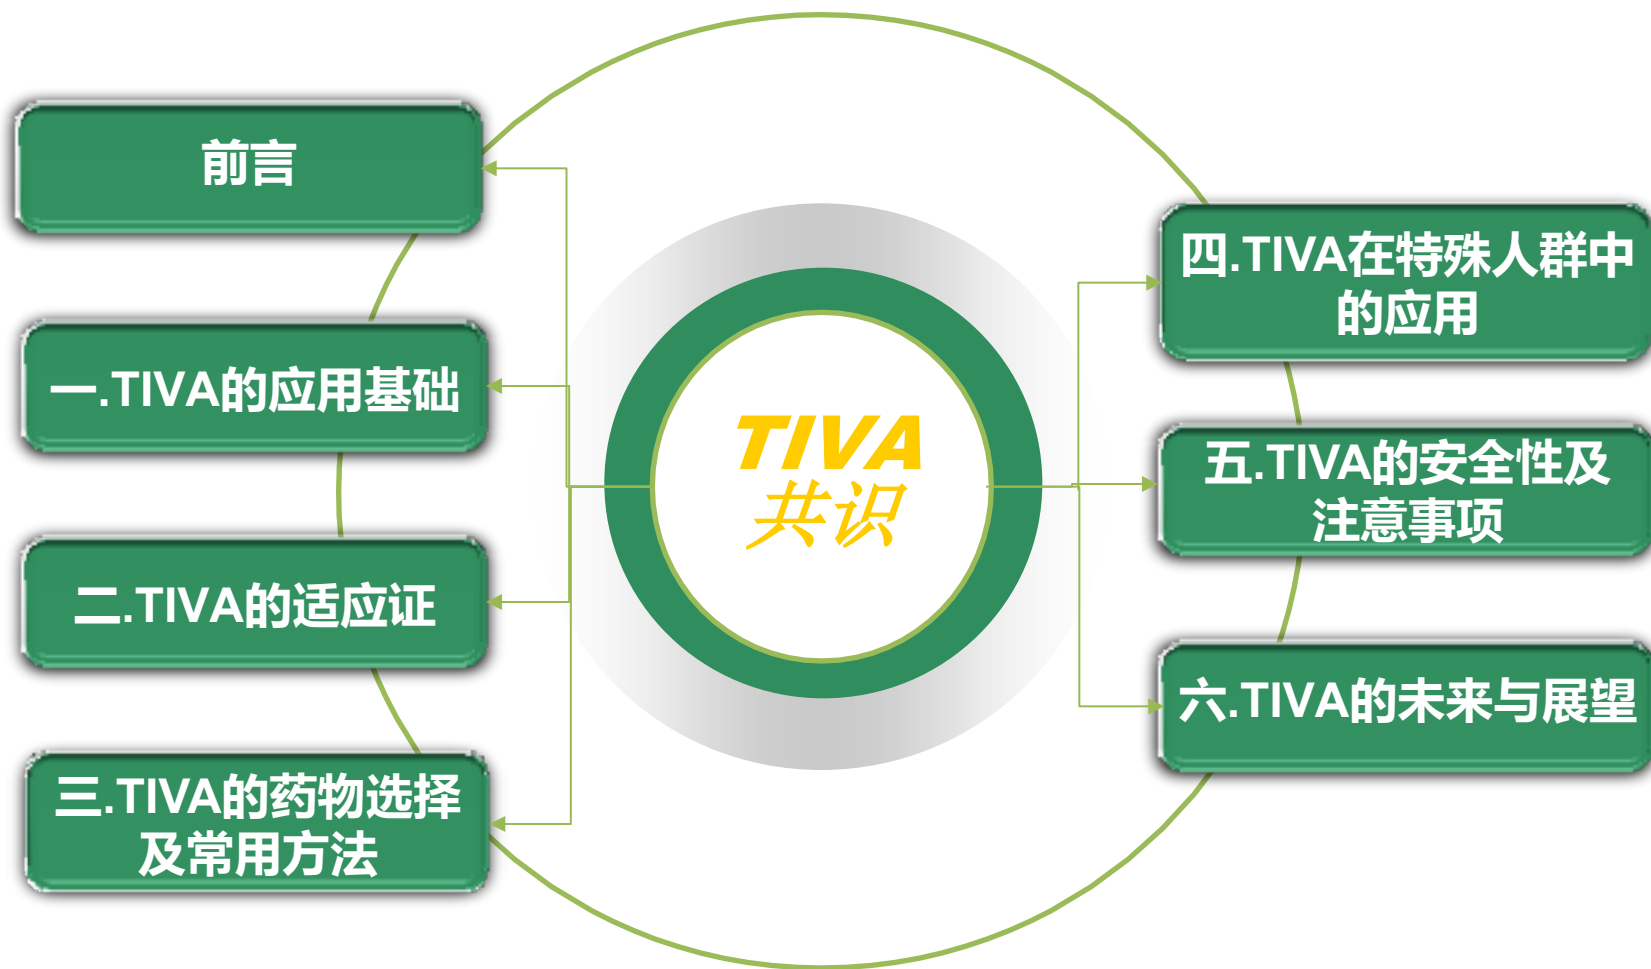 前言
一.TIVA的应用基础
二.TIVA的适应证
三.TIVA的药物选择
及常用方法
TIVA
共识
四.TIVA在特殊人群中
的应用
五.TIVA的安全性及
注意事项
六.TIVA的未来与展望